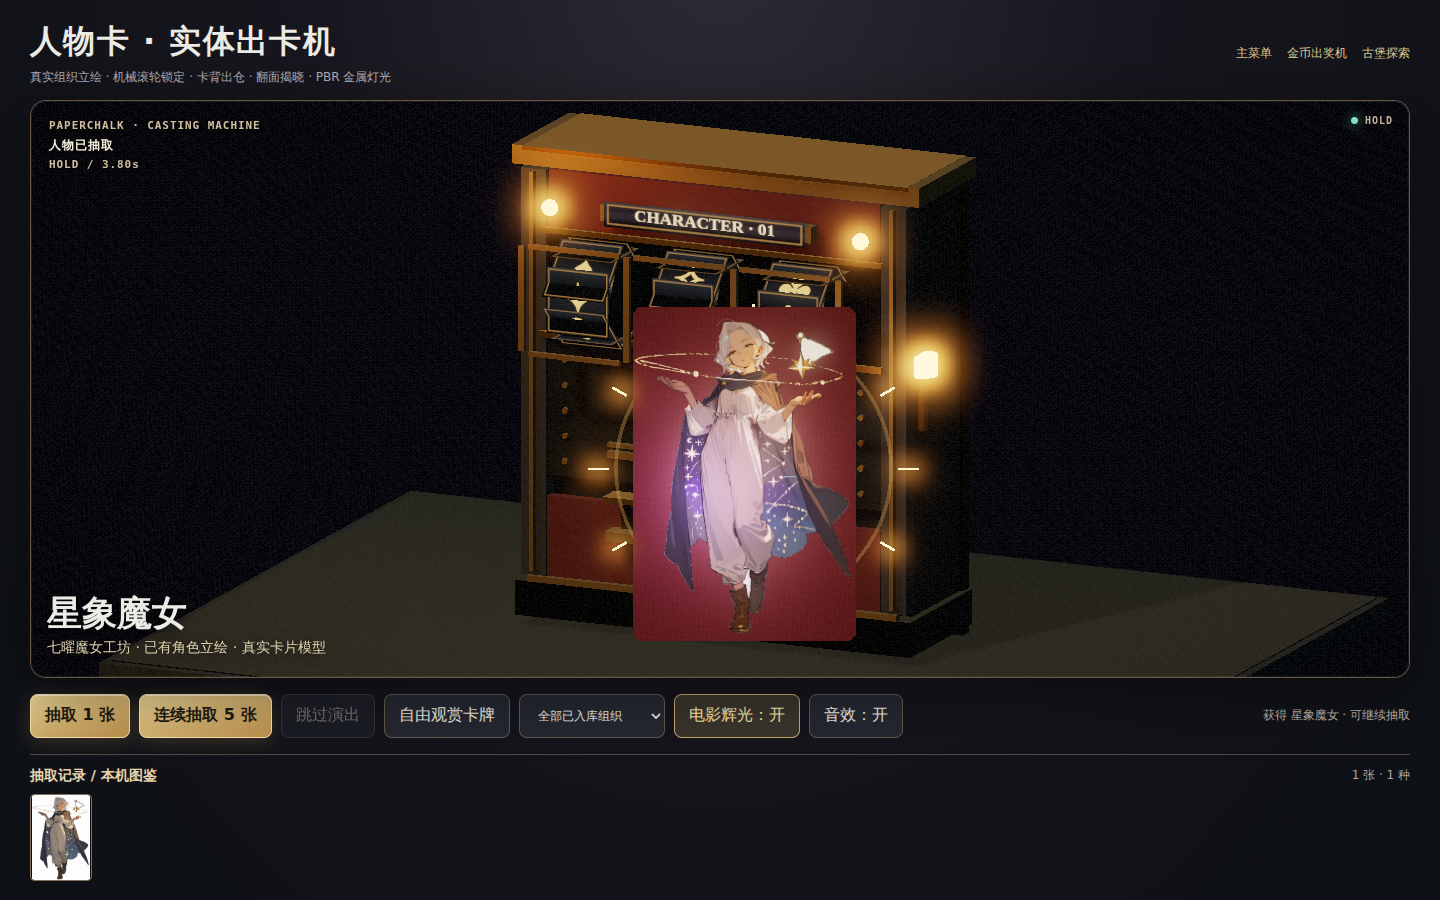 人物卡 · 实体出卡机
真实组织立绘 · 机械滚轮锁定 · 卡背出仓 · 翻面揭晓 · PBR 金属灯光
主菜单 金币出奖机 古堡探索
PAPERCHALK · CASTING MACHINE
人物已抽取
HOLD / 3.80s
HOLD
CHARACTER · 01
星象魔女
七曜魔女工坊 · 已有角色立绘 · 真实卡片模型
抽取 1 张 连续抽取 5 张 跳过演出 自由观赏卡牌 全部已入库组织 电影辉光：开 音效：开 获得 星象魔女 · 可继续抽取
抽取记录 / 本机图鉴 1 张 · 1 种